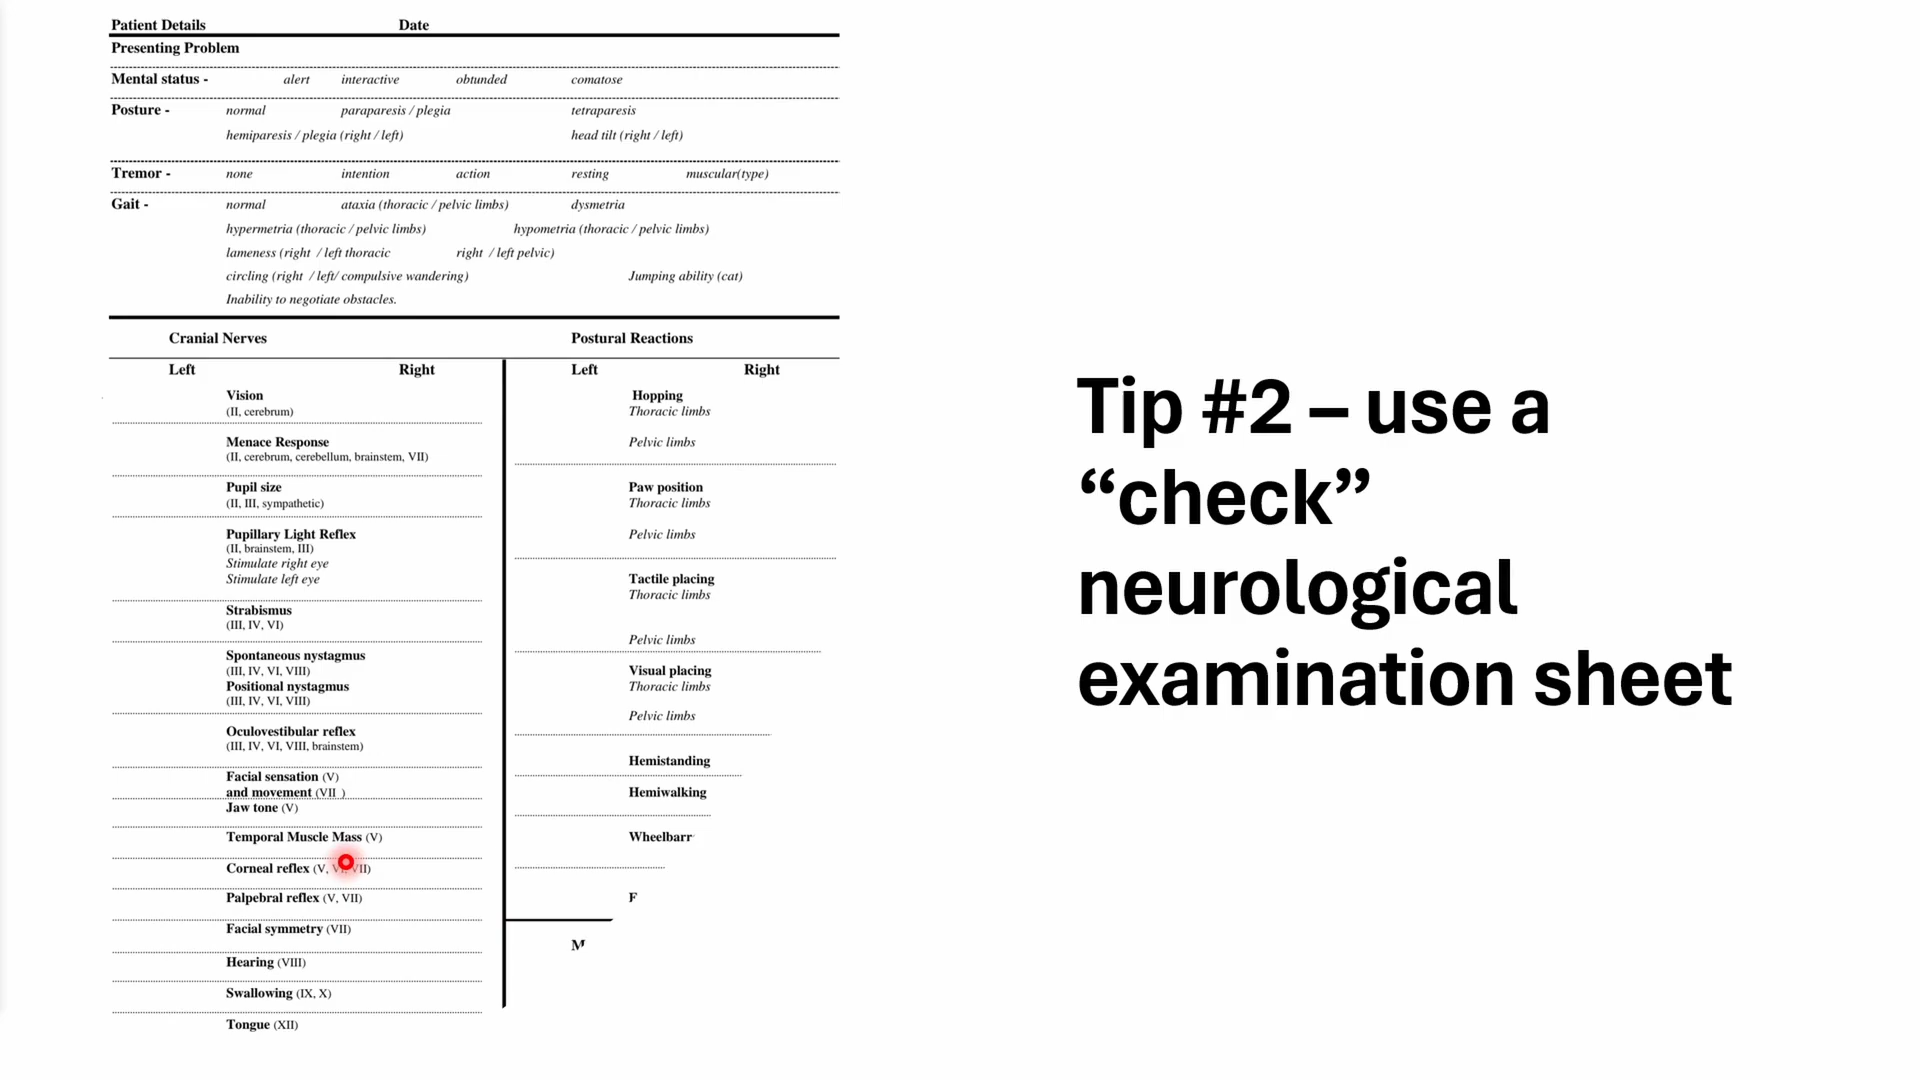 Patient Details Date
Presenting Problem
Mental status - alert interactive obtunded comatose
Posture - normal paraparesis / plegia tetraparesis
hemiparesis / plegia (right / left) head tilt (right / left)
Tremor - none intention action resting muscular(type)
Gait - normal ataxia (thoracic / pelvic limbs) dysmetria
hypermetria (thoracic / pelvic limbs) hypometria (thoracic / pelvic limbs)
lameness (right / left thoracic right / left pelvic)
circling (right / left/ compulsive wandering) Jumping ability (cat)
Inability to negotiate obstacles.
Cranial Nerves
Left Right
Vision
(II, cerebrum)
Menace Response
(II, cerebrum, cerebellum, brainstem, VII)
Pupil size
(II, III, sympathetic)
Pupillary Light Reflex
(II, brainstem, III)
Stimulate right eye
Stimulate left eye
Strabismus
(III, IV, VI)
Spontaneous nystagmus
(III, IV, VI, VIII)
Positional nystagmus
(III, IV, VI, VIII)
Oculovestibular reflex
(III, IV, VI, VIII, brainstem)
Facial sensation (V)
and movement (VII )
Jaw tone (V)
Temporal Muscle Mass (V)
Corneal reflex (V, VI, VII)
Palpebral reflex (V, VII)
Facial symmetry (VII)
Hearing (VIII)
Swallowing (IX, X)
Tongue (XII)
Postural Reactions
Left Right
Hopping
Thoracic limbs
Pelvic limbs
Paw position
Thoracic limbs
Pelvic limbs
Tactile placing
Thoracic limbs
Pelvic limbs
Visual placing
Thoracic limbs
Pelvic limbs
Hemistanding
Hemiwalking
Wheelbarr
Tip #2 – use a
“check”
neurological
examination sheet